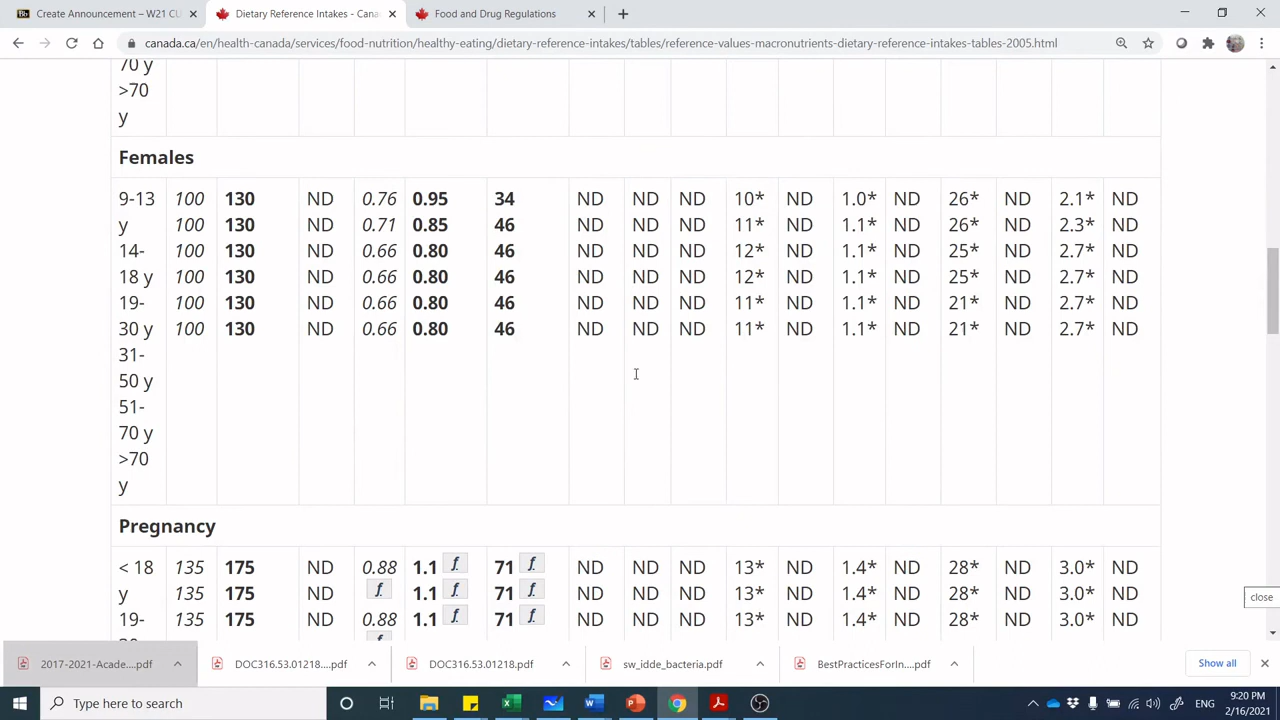 Create Announcement – W21 CU
Dietary Reference Intakes - Cana
Food and Drug Regulations
canada.ca/en/health-canada/services/food-nutrition/healthy-eating/dietary-reference-intakes/tables/reference-values-macronutrients-dietary-reference-intakes-tables-2005.html
70 y
>70
y
Females
9-13 100 130 ND 0.76 0.95 34 ND ND ND 10* ND 1.0* ND 26* ND 2.1* ND
y 100 130 ND 0.71 0.85 46 ND ND ND 11* ND 1.1* ND 26* ND 2.3* ND
14- 100 130 ND 0.66 0.80 46 ND ND ND 12* ND 1.1* ND 25* ND 2.7* ND
18 y 100 130 ND 0.66 0.80 46 ND ND ND 12* ND 1.1* ND 25* ND 2.7* ND
19- 100 130 ND 0.66 0.80 46 ND ND ND 11* ND 1.1* ND 21* ND 2.7* ND
30 y 100 130 ND 0.66 0.80 46 ND ND ND 11* ND 1.1* ND 21* ND 2.7* ND
31-
50 y
51-
70 y
>70
y
Pregnancy
< 18 135 175 ND 0.88 1.1 f 71 f ND ND ND 13* ND 1.4* ND 28* ND 3.0* ND
y 135 175 ND f 1.1 f 71 f ND ND ND 13* ND 1.4* ND 28* ND 3.0* ND
19- 135 175 ND 0.88 1.1 f 71 f ND ND ND 13* ND 1.4* ND 28* ND 3.0* ND
close
2017-2021-Acade....pdf
DOC316.53.01218....pdf
DOC316.53.01218.pdf
sw_idde_bacteria.pdf
BestPracticesForIn....pdf
Show all
Type here to search
ENG
9:20 PM
2/16/2021